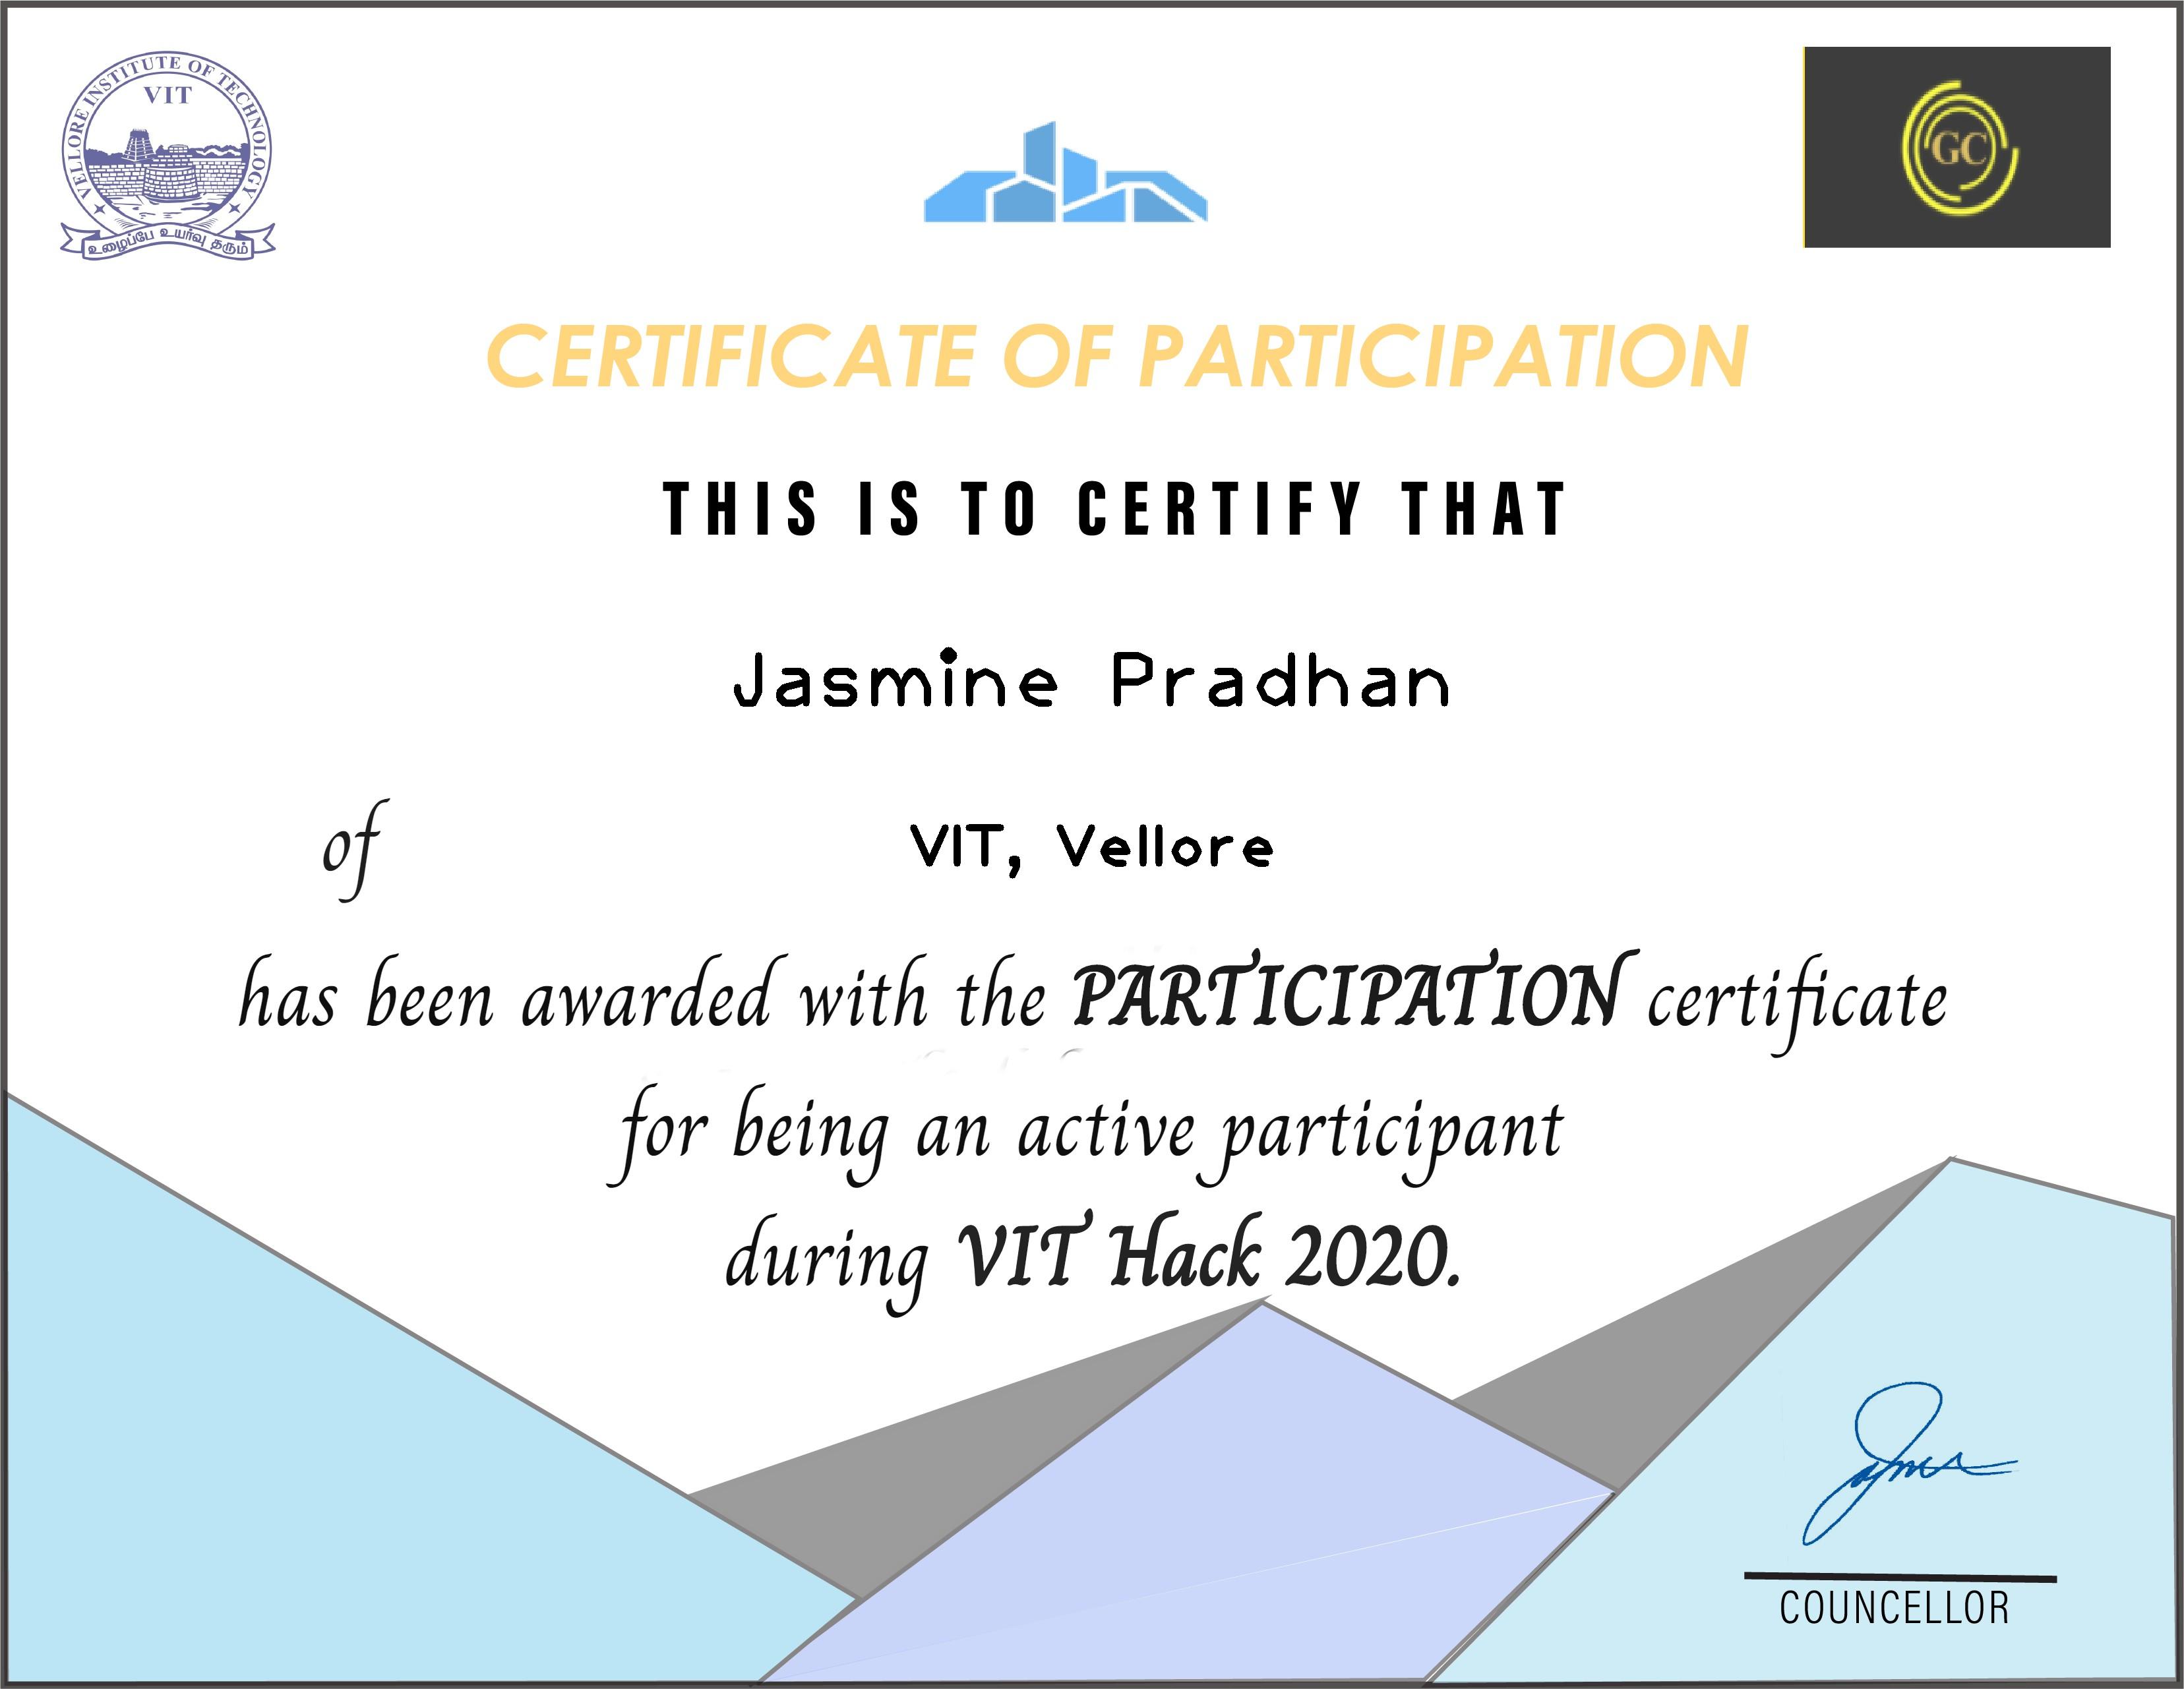 VELLORE INSTITUTE OF TECHNOLOGY
VIT
உழைப்பே உயர்வு தரும்
GC
CERTIFICATE OF PARTICIPATION
THIS IS TO CERTIFY THAT
Jasmine Pradhan
of VIT, Vellore
has been awarded with the PARTICIPATION certificate
for being an active participant
during VIT Hack 2020.
COUNCELLOR